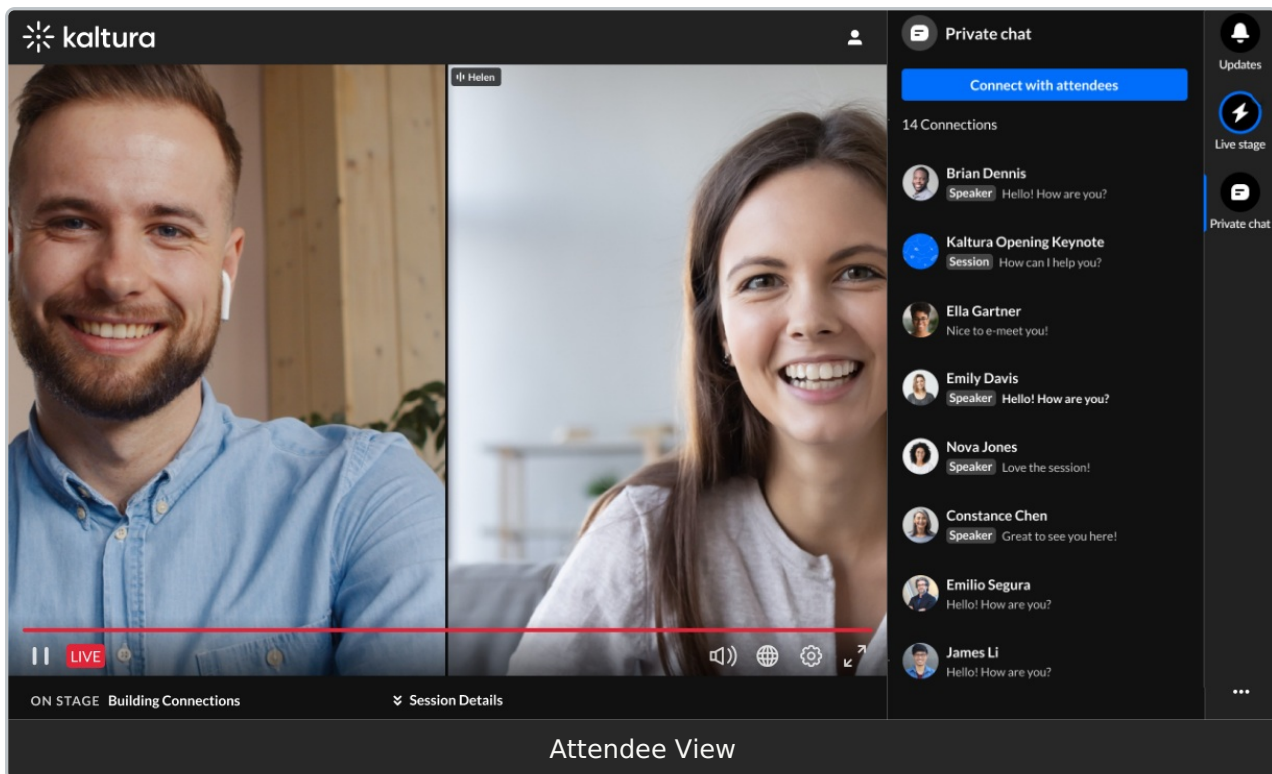 kaltura
Helen
LIVE
ON STAGE Building Connections
Session Details
Private chat
Connect with attendees
14 Connections
Brian Dennis
Speaker Hello! How are you?
Kaltura Opening Keynote
Session How can I help you?
Ella Gartner
Nice to e-meet you!
Emily Davis
Speaker Hello! How are you?
Nova Jones
Speaker Love the session!
Constance Chen
Speaker Great to see you here!
Emilio Segura
Hello! How are you?
James Li
Hello! How are you?
Updates
Live stage
Private chat
Attendee View